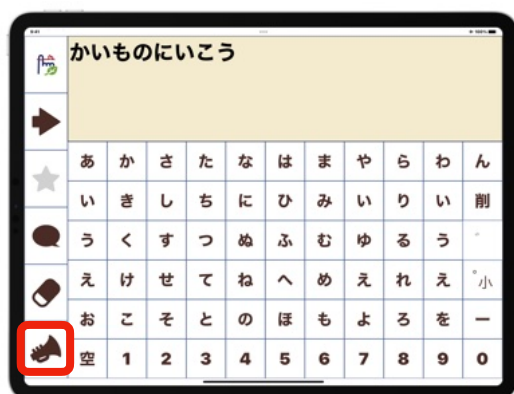 9:41
100%
かいものにいこう
あ か さ た な は ま や ら わ ん
い き し ち に ひ み い り い 削
う く す つ ぬ ふ む ゆ る う ゛
え け せ て ね へ め え れ え ゜小
お こ そ と の ほ も よ ろ を ー
空 1 2 3 4 5 6 7 8 9 0